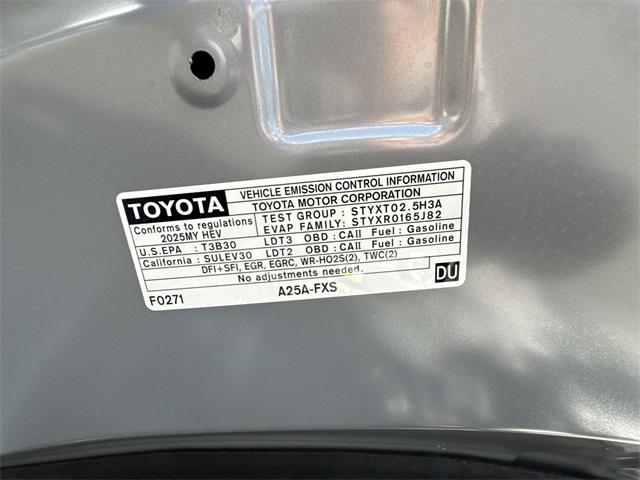 TOYOTA VEHICLE EMISSION CONTROL INFORMATION
TOYOTA MOTOR CORPORATION
Conforms to regulations TEST GROUP : STYXT02.5H3A
2025MY HEV EVAP FAMILY: STYXR0165J82
U.S.EPA : T3B30 LDT3 OBD : CAII Fuel : Gasoline
California : SULEV30 LDT2 OBD : CAII Fuel : Gasoline
DFI+SFI, EGR, EGRC, WR-HO2S(2), TWC(2)
No adjustments needed.
F0271 A25A-FXS DU